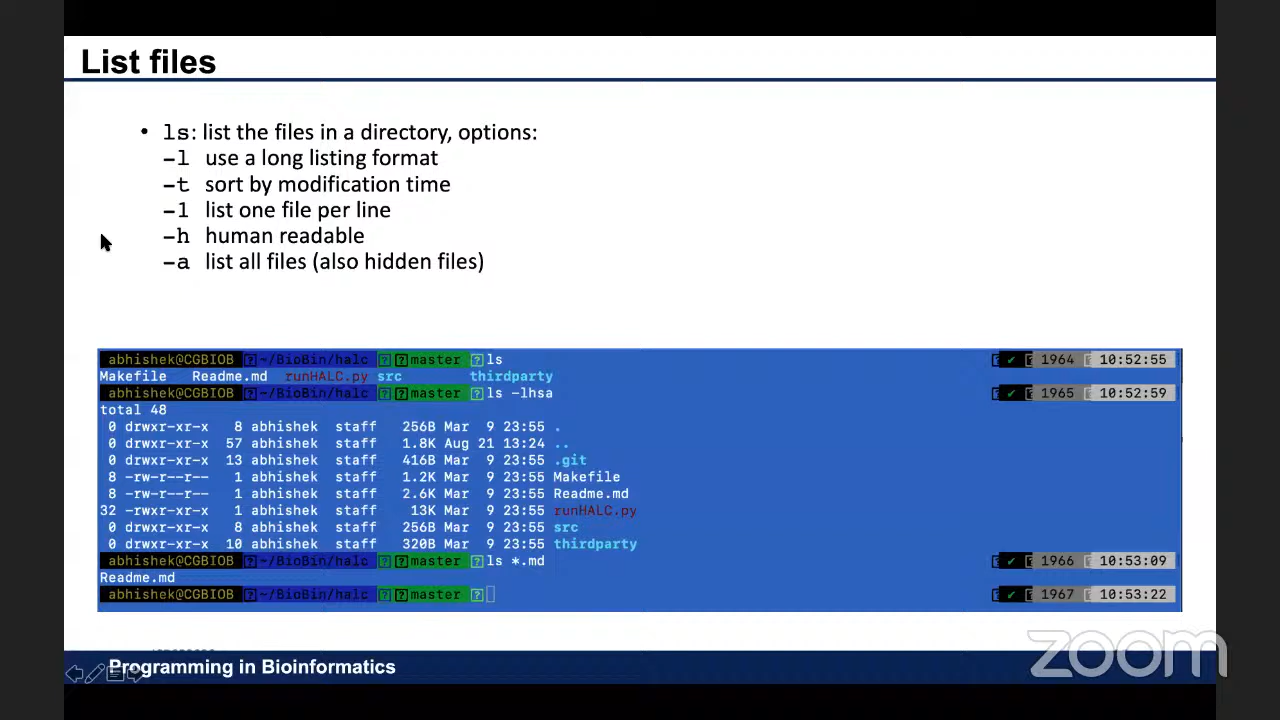 List files
• ls: list the files in a directory, options:
-l use a long listing format
-t sort by modification time
-1 list one file per line
-h human readable
-a list all files (also hidden files)
abhishek@CGBIOB ~/BioBin/halc master ls ✔ 1964 10:52:55
Makefile Readme.md runHALC.py src thirdparty
abhishek@CGBIOB ~/BioBin/halc master ls -lhsa ✔ 1965 10:52:59
total 48
0 drwxr-xr-x 8 abhishek staff 256B Mar 9 23:55 .
0 drwxr-xr-x 57 abhishek staff 1.8K Aug 21 13:24 ..
0 drwxr-xr-x 13 abhishek staff 416B Mar 9 23:55 .git
8 -rw-r--r-- 1 abhishek staff 1.2K Mar 9 23:55 Makefile
8 -rw-r--r-- 1 abhishek staff 2.6K Mar 9 23:55 Readme.md
32 -rwxr-xr-x 1 abhishek staff 13K Mar 9 23:55 runHALC.py
0 drwxr-xr-x 8 abhishek staff 256B Mar 9 23:55 src
0 drwxr-xr-x 10 abhishek staff 320B Mar 9 23:55 thirdparty
abhishek@CGBIOB ~/BioBin/halc master ls *.md ✔ 1966 10:53:09
Readme.md
abhishek@CGBIOB ~/BioBin/halc master ✔ 1967 10:53:22
Programming in Bioinformatics
zoom